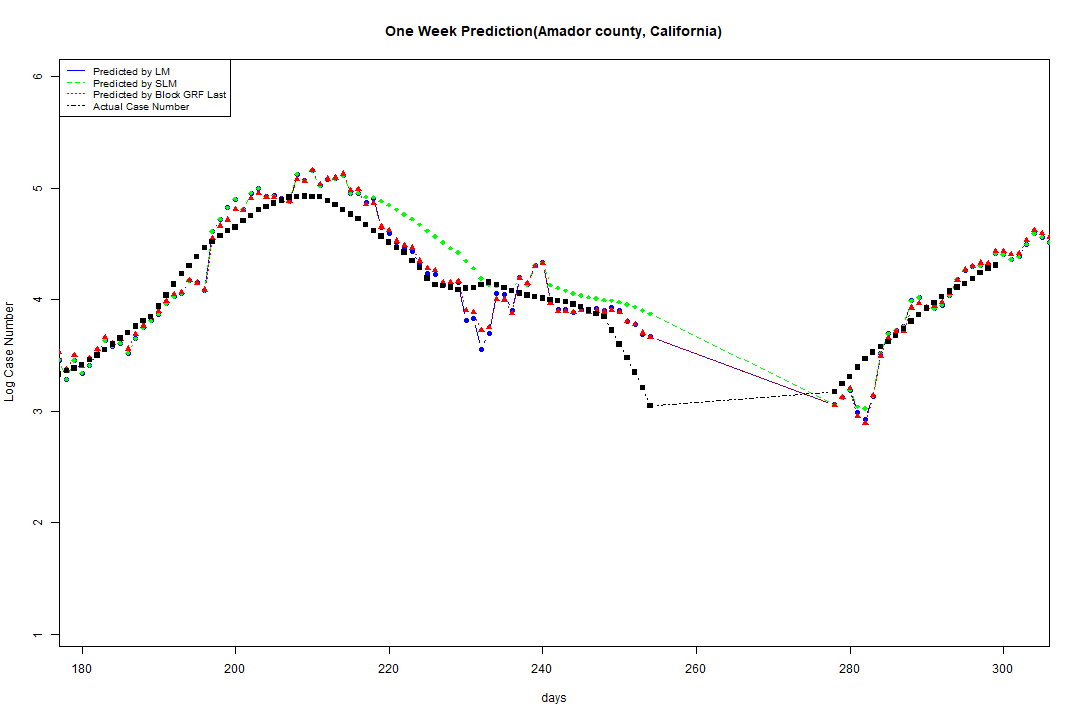 One Week Prediction(Amador county, California)
Predicted by LM
Predicted by SLM
Predicted by Block GRF Last
Actual Case Number
6
5
4
3
2
1
Log Case Number
180 200 220 240 260 280 300
days